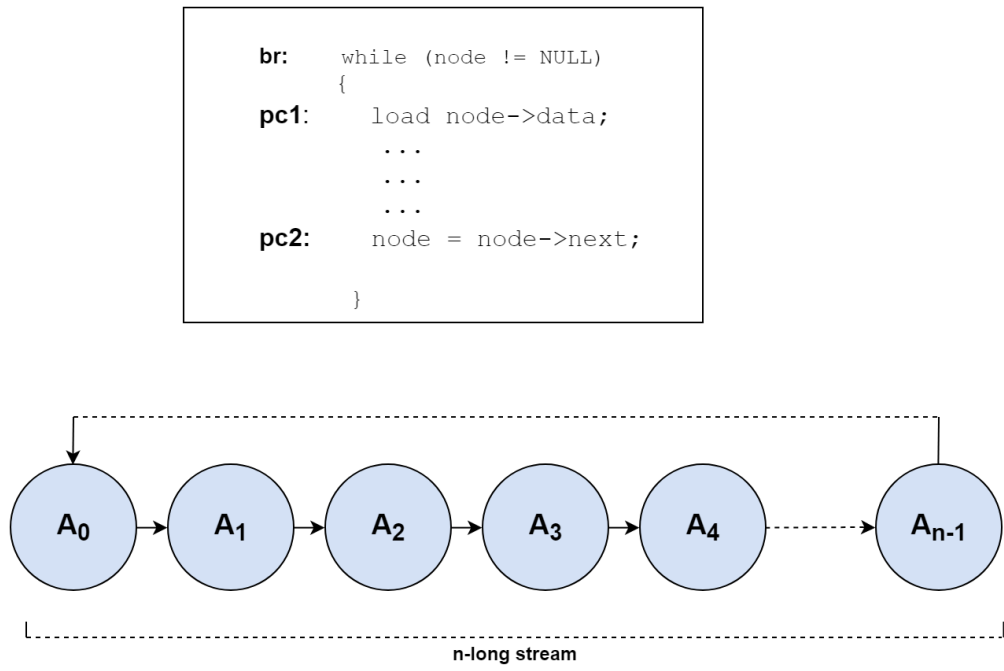 br: while (node != NULL)
{
pc1: load node->data;
...
...
...
pc2: node = node->next;
}
A0 A1 A2 A3 A4 An-1
n-long stream